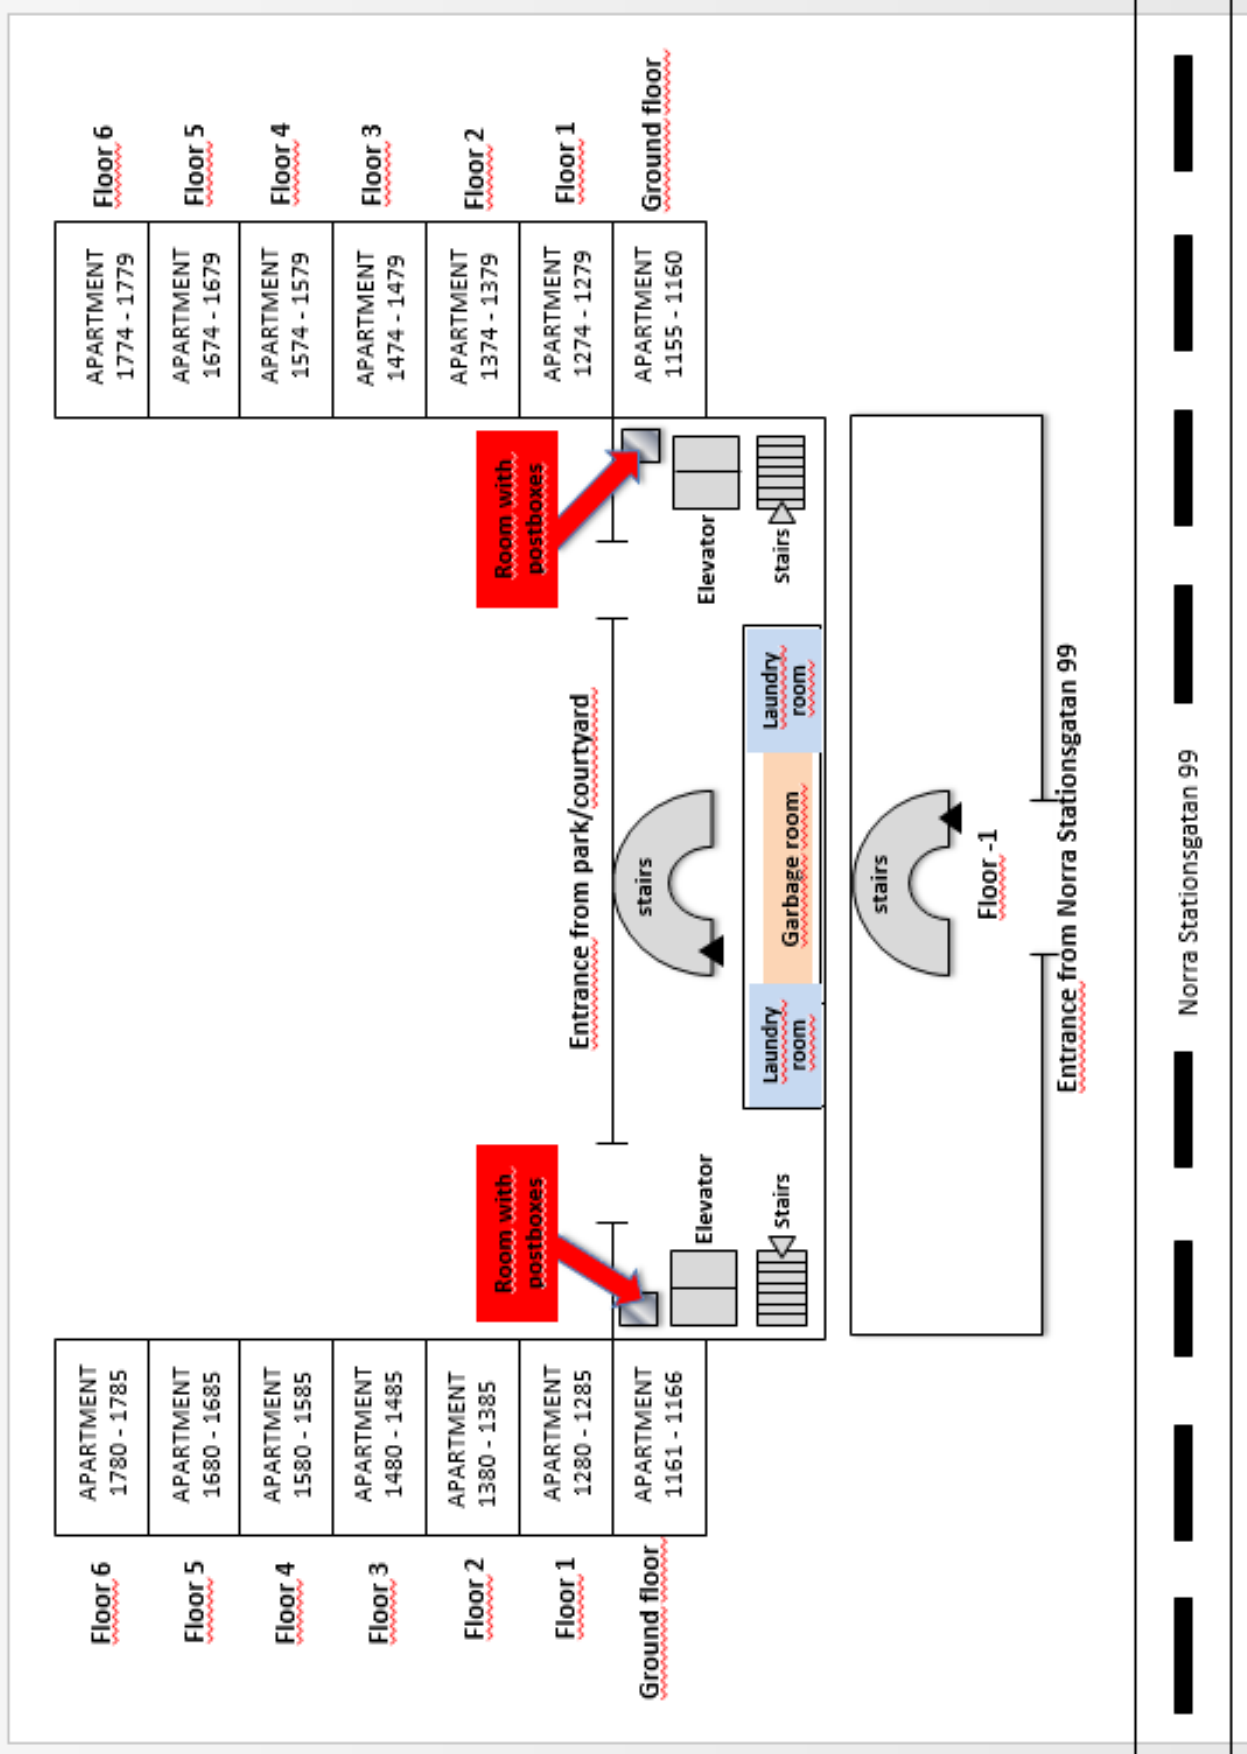 Floor 6
APARTMENT
1780 - 1785
APARTMENT
1774 - 1779
Floor 6
Floor 5
APARTMENT
1680 - 1685
APARTMENT
1674 - 1679
Floor 5
Floor 4
APARTMENT
1580 - 1585
APARTMENT
1574 - 1579
Floor 4
Floor 3
APARTMENT
1480 - 1485
APARTMENT
1474 - 1479
Floor 3
Floor 2
APARTMENT
1380 - 1385
Room with
postboxes
Room with
postboxes
APARTMENT
1374 - 1379
Floor 2
Floor 1
APARTMENT
1280 - 1285
Entrance from park/courtyard
APARTMENT
1274 - 1279
Floor 1
Ground floor
APARTMENT
1161 - 1166
stairs
APARTMENT
1155 - 1160
Ground floor
Elevator
Elevator
Stairs
Laundry
room
Garbage room
Laundry
room
Stairs
stairs
Floor -1
Entrance from Norra Stationsgatan 99
Norra Stationsgatan 99